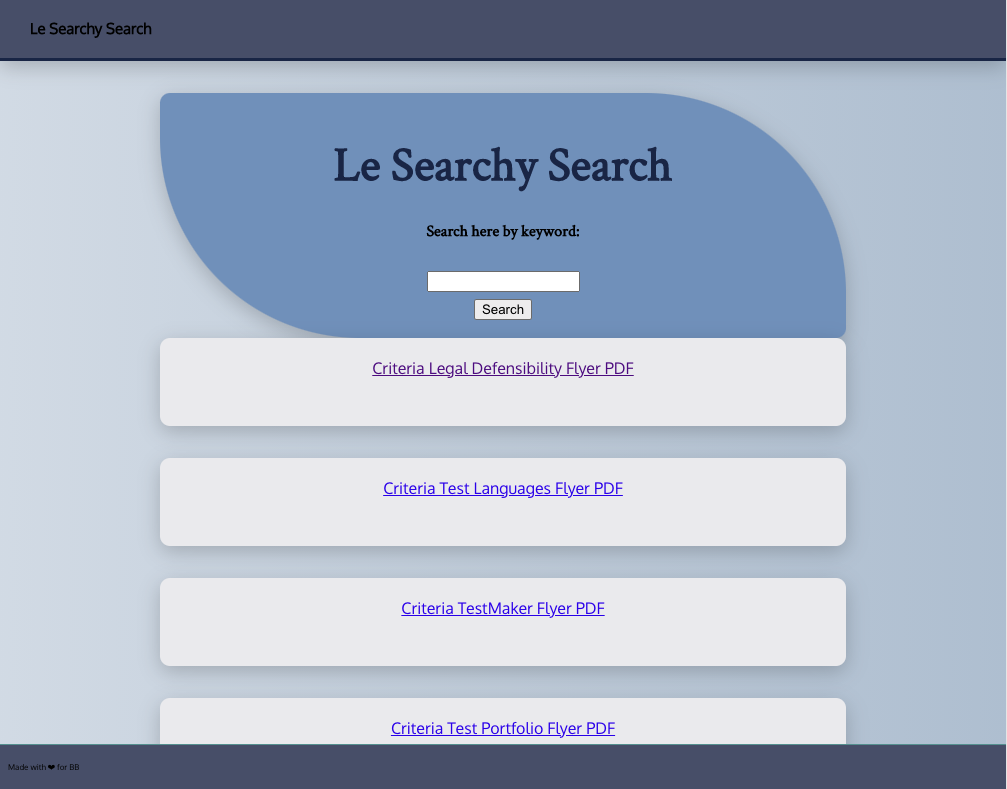 Le Searchy Search
Le Searchy Search
Search here by keyword:
Search
Criteria Legal Defensibility Flyer PDF
Criteria Test Languages Flyer PDF
Criteria TestMaker Flyer PDF
Criteria Test Portfolio Flyer PDF
Made with ❤ for BB